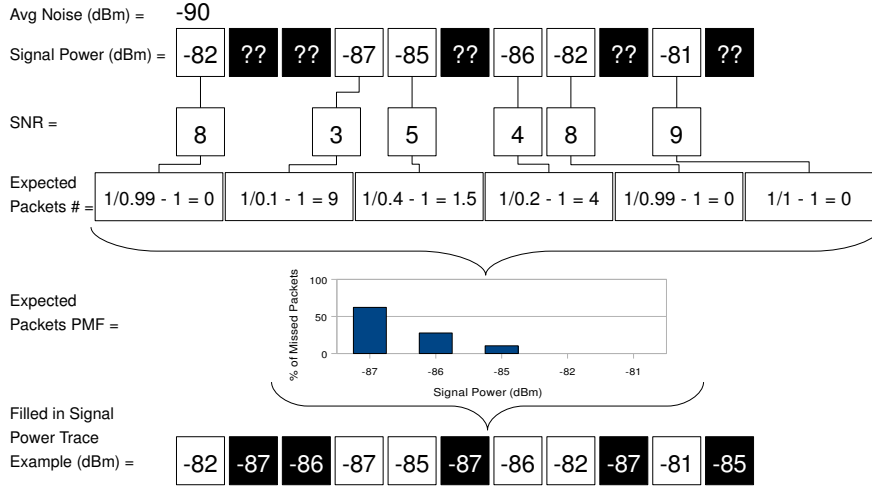 Avg Noise (dBm) = -90
Signal Power (dBm) = -82 ?? ?? -87 -85 ?? -86 -82 ?? -81 ??
SNR = 8 3 5 4 8 9
Expected
Packets # = 1/0.99 - 1 = 0 1/0.1 - 1 = 9 1/0.4 - 1 = 1.5 1/0.2 - 1 = 4 1/0.99 - 1 = 0 1/1 - 1 = 0
Expected
Packets PMF =
% of Missed Packets
100
50
0
-87 -86 -85 -82 -81
Signal Power (dBm)
Filled in Signal
Power Trace
Example (dBm) = -82 -87 -86 -87 -85 -87 -86 -82 -87 -81 -85